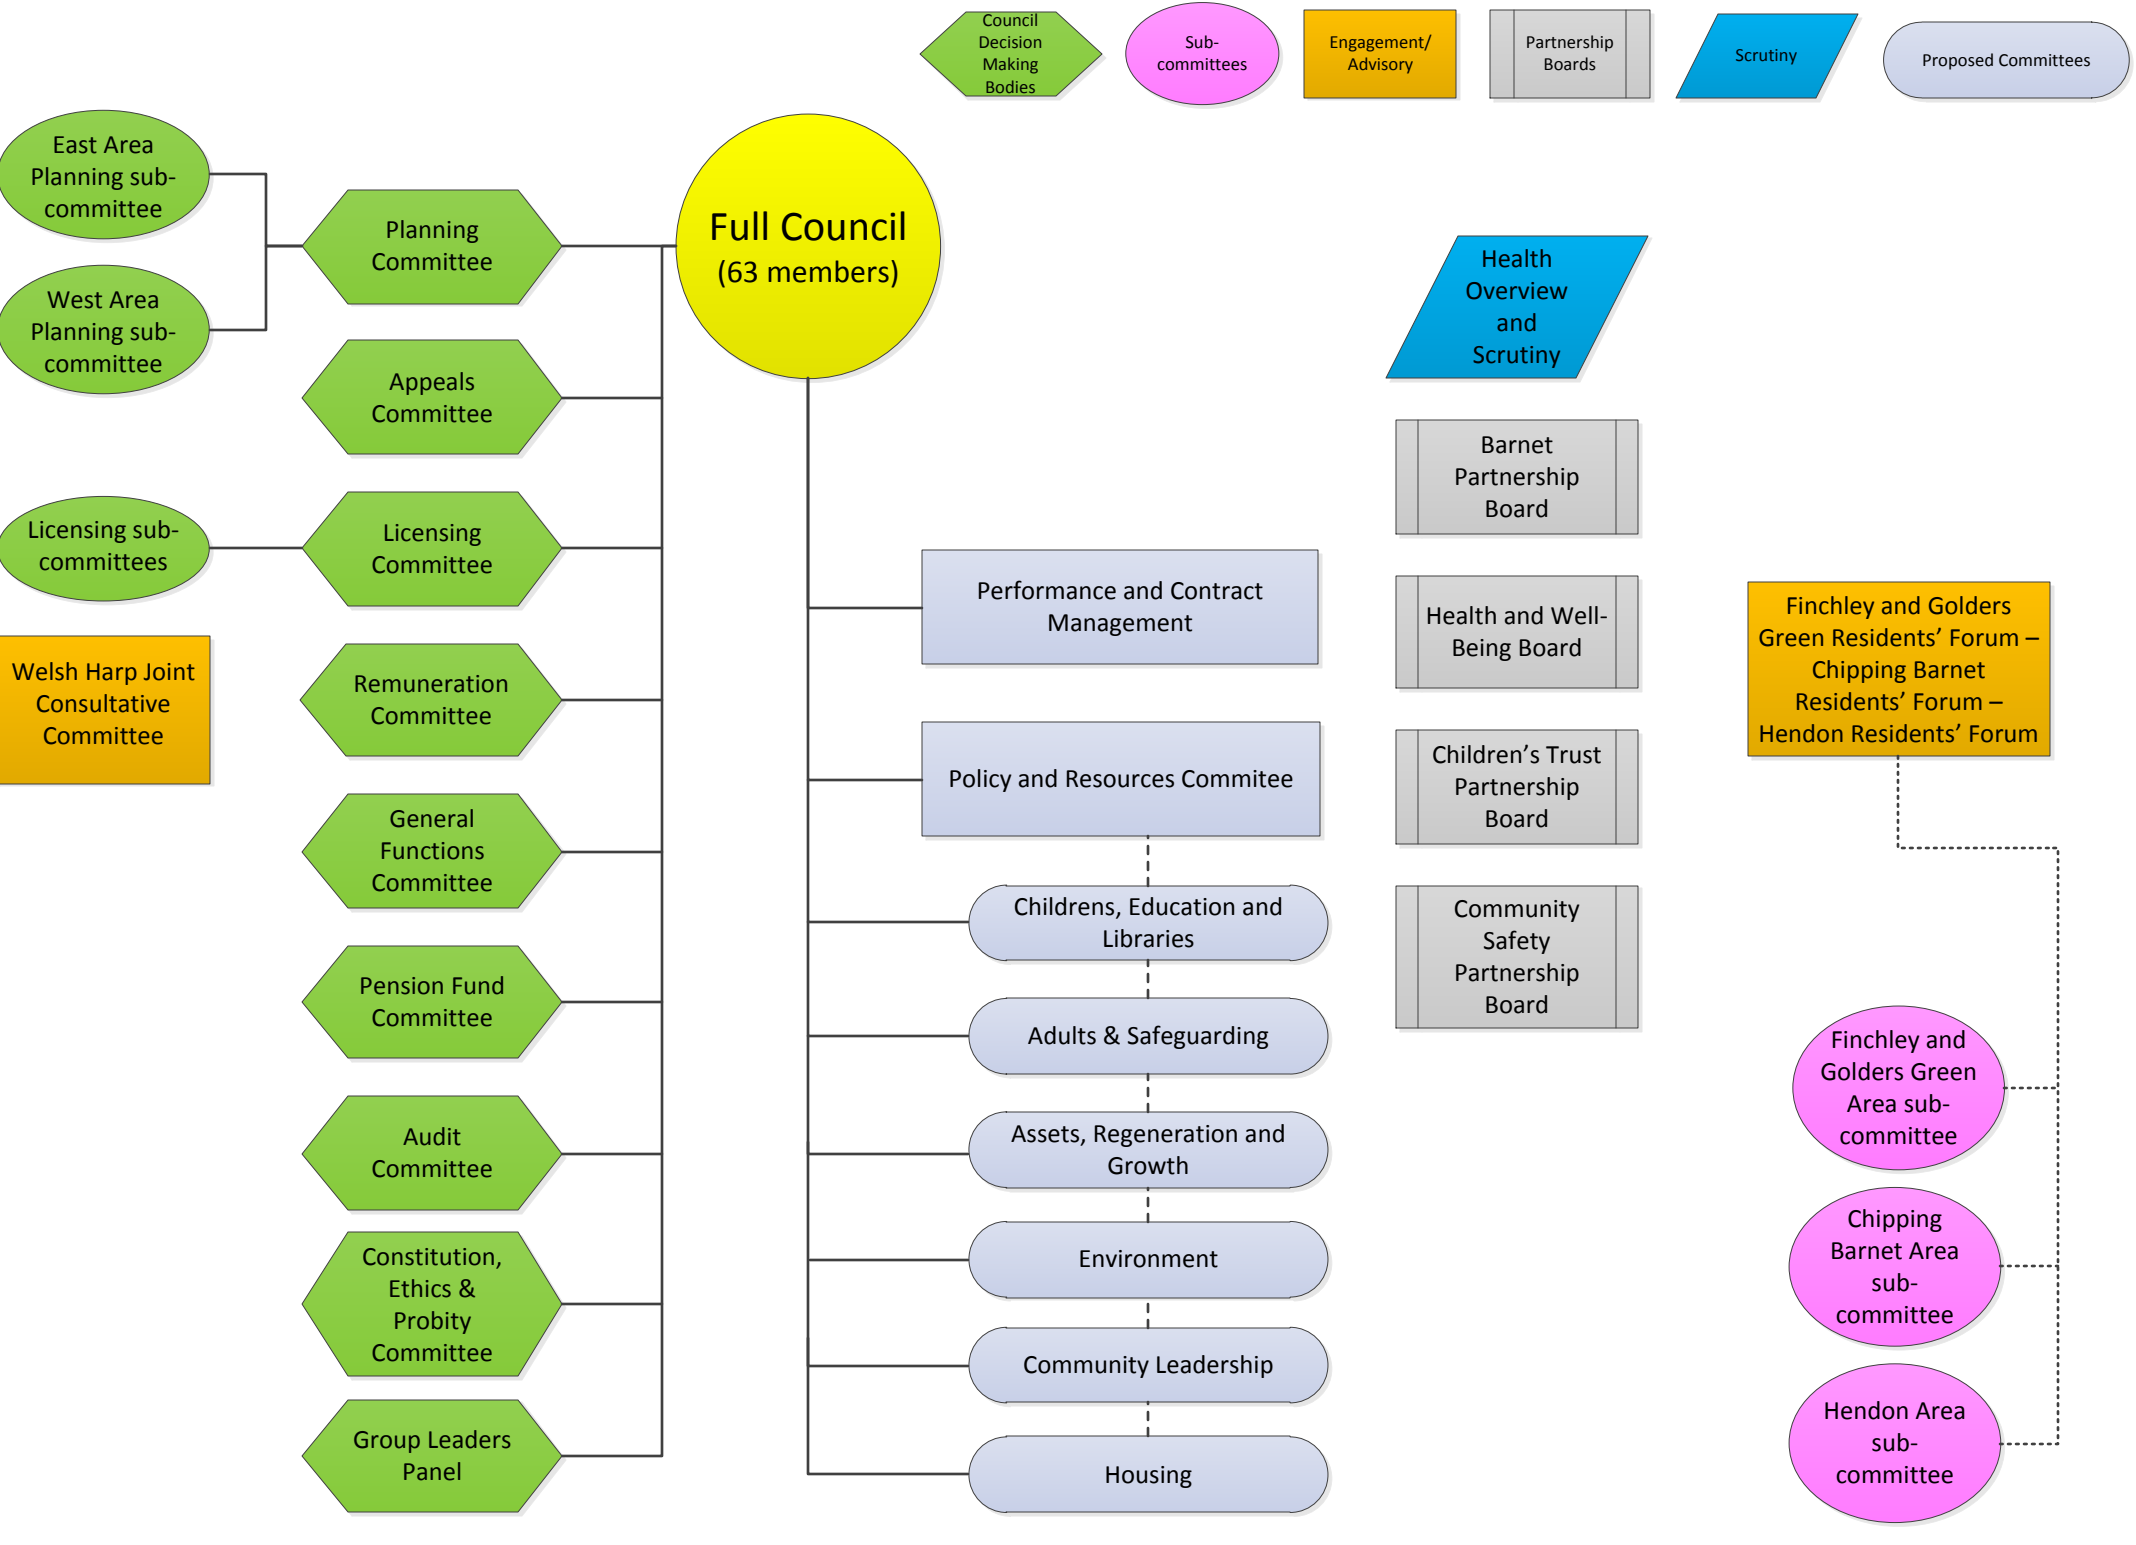 Council
Decision
Making
Bodies
Sub-
committees
Engagement/
Advisory
Partnership
Boards
Scrutiny
Proposed Committees
East Area
Planning sub-
committee
West Area
Planning sub-
committee
Licensing sub-
committees
Welsh Harp Joint
Consultative
Committee
Planning
Committee
Appeals
Committee
Licensing
Committee
Remuneration
Committee
General
Functions
Committee
Pension Fund
Committee
Audit
Committee
Constitution,
Ethics &
Probity
Committee
Group Leaders
Panel
Full Council
(63 members)
Performance and Contract
Management
Policy and Resources Commitee
Childrens, Education and
Libraries
Adults & Safeguarding
Assets, Regeneration and
Growth
Environment
Community Leadership
Housing
Health
Overview
and
Scrutiny
Barnet
Partnership
Board
Health and Well-
Being Board
Children’s Trust
Partnership
Board
Community
Safety
Partnership
Board
Finchley and Golders
Green Residents’ Forum –
Chipping Barnet
Residents’ Forum –
Hendon Residents’ Forum
Finchley and
Golders Green
Area sub-
committee
Chipping
Barnet Area
sub-
committee
Hendon Area
sub-
committee